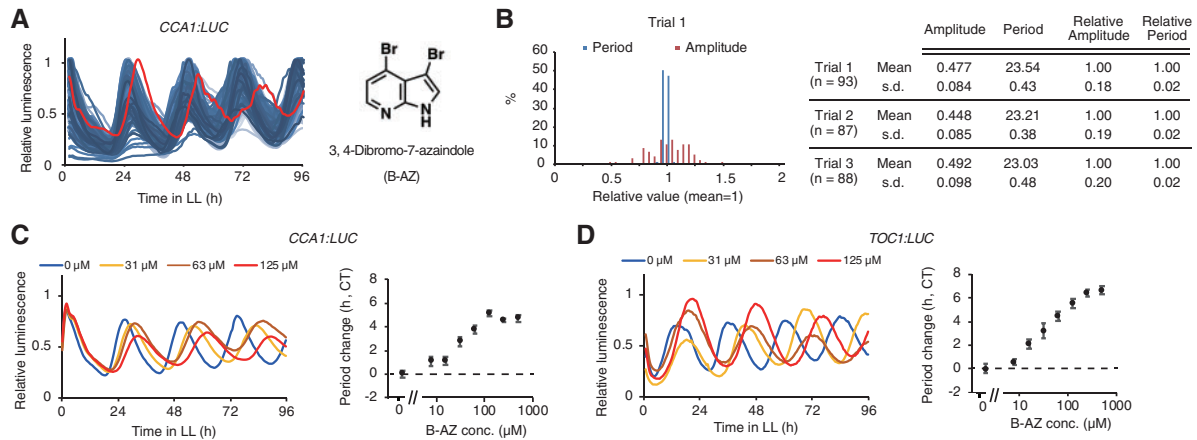 A
CCA1:LUC
Relative luminescence
1
0.5
0
0
24
48
72
96
Time in LL (h)
Br
Br
N
N
H
3, 4-Dibromo-7-azaindole
(B-AZ)
B
Trial 1
Period
Amplitude
%
60
50
40
30
20
10
0
0
0.5
1
1.5
2
Relative value (mean=1)
Amplitude Period Relative Amplitude Relative Period
Trial 1 (n = 93) Mean 0.477 23.54 1.00 1.00
s.d. 0.084 0.43 0.18 0.02
Trial 2 (n = 87) Mean 0.448 23.21 1.00 1.00
s.d. 0.085 0.38 0.19 0.02
Trial 3 (n = 88) Mean 0.492 23.03 1.00 1.00
s.d. 0.098 0.48 0.20 0.02
C
CCA1:LUC
0 µM 31 µM 63 µM 125 µM
Relative luminescence
1
0.5
0
0
24
48
72
96
Time in LL (h)
Period change (h, CT)
8
6
4
2
0
-2
0
//
10
100
1000
B-AZ conc. (µM)
D
TOC1:LUC
0 µM 31 µM 63 µM 125 µM
Relative luminescence
1
0.5
0
0
24
48
72
96
Time in LL (h)
Period change (h, CT)
8
6
4
2
0
-2
0
//
10
100
1000
B-AZ conc. (µM)